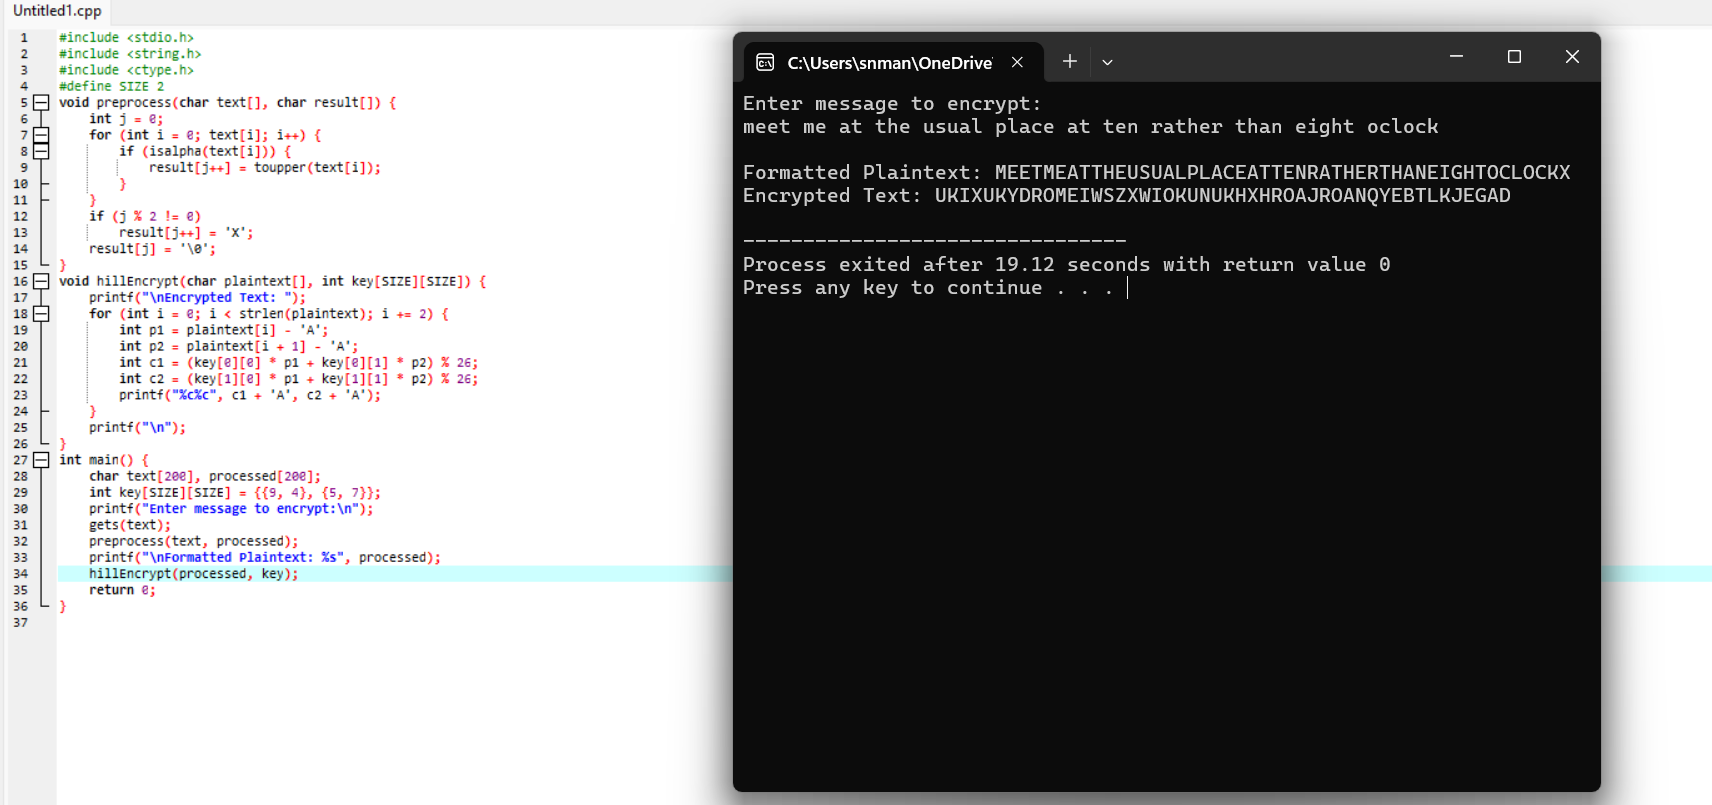 Untitled1.cpp
1 #include <stdio.h>
2 #include <string.h>
3 #include <ctype.h>
4 #define SIZE 2
5 void preprocess(char text[], char result[]) {
6     int j = 0;
7     for (int i = 0; text[i]; i++) {
8         if (isalpha(text[i])) {
9             result[j++] = toupper(text[i]);
10         }
11     }
12     if (j % 2 != 0)
13         result[j++] = 'X';
14     result[j] = '\0';
15 }
16 void hillEncrypt(char plaintext[], int key[SIZE][SIZE]) {
17     printf("\nEncrypted Text: ");
18     for (int i = 0; i < strlen(plaintext); i += 2) {
19         int p1 = plaintext[i] - 'A';
20         int p2 = plaintext[i + 1] - 'A';
21         int c1 = (key[0][0] * p1 + key[0][1] * p2) % 26;
22         int c2 = (key[1][0] * p1 + key[1][1] * p2) % 26;
23         printf("%c%c", c1 + 'A', c2 + 'A');
24     }
25     printf("\n");
26 }
27 int main() {
28     char text[200], processed[200];
29     int key[SIZE][SIZE] = {{9, 4}, {5, 7}};
30     printf("Enter message to encrypt:\n");
31     gets(text);
32     preprocess(text, processed);
33     printf("\nFormatted Plaintext: %s", processed);
34     hillEncrypt(processed, key);
35     return 0;
36 }
37
C:\Users\snman\OneDrive
Enter message to encrypt:
meet me at the usual place at ten rather than eight oclock
Formatted Plaintext: MEETMEATTHEUSUALPLACEATTENRATHERTHANEIGHTOCLOCKX
Encrypted Text: UKIXUKYDROMEIWSZXWIOKUNUKHXHROAJROANQYEBTLKJEGAD
--------------------------------
Process exited after 19.12 seconds with return value 0
Press any key to continue . . .